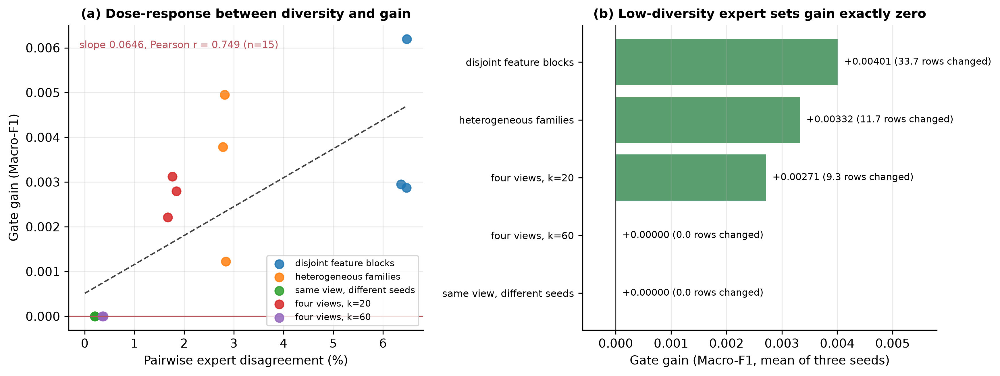 (a) Dose-response between diversity and gain
slope 0.0646, Pearson r = 0.749 (n=15)
Gate gain (Macro-F1)
0.006
0.005
0.004
0.003
0.002
0.001
0.000
disjoint feature blocks
heterogeneous families
same view, different seeds
four views, k=20
four views, k=60
0 1 2 3 4 5 6
Pairwise expert disagreement (%)
(b) Low-diversity expert sets gain exactly zero
disjoint feature blocks +0.00401 (33.7 rows changed)
heterogeneous families +0.00332 (11.7 rows changed)
four views, k=20 +0.00271 (9.3 rows changed)
four views, k=60 +0.00000 (0.0 rows changed)
same view, different seeds +0.00000 (0.0 rows changed)
0.000 0.001 0.002 0.003 0.004 0.005
Gate gain (Macro-F1, mean of three seeds)